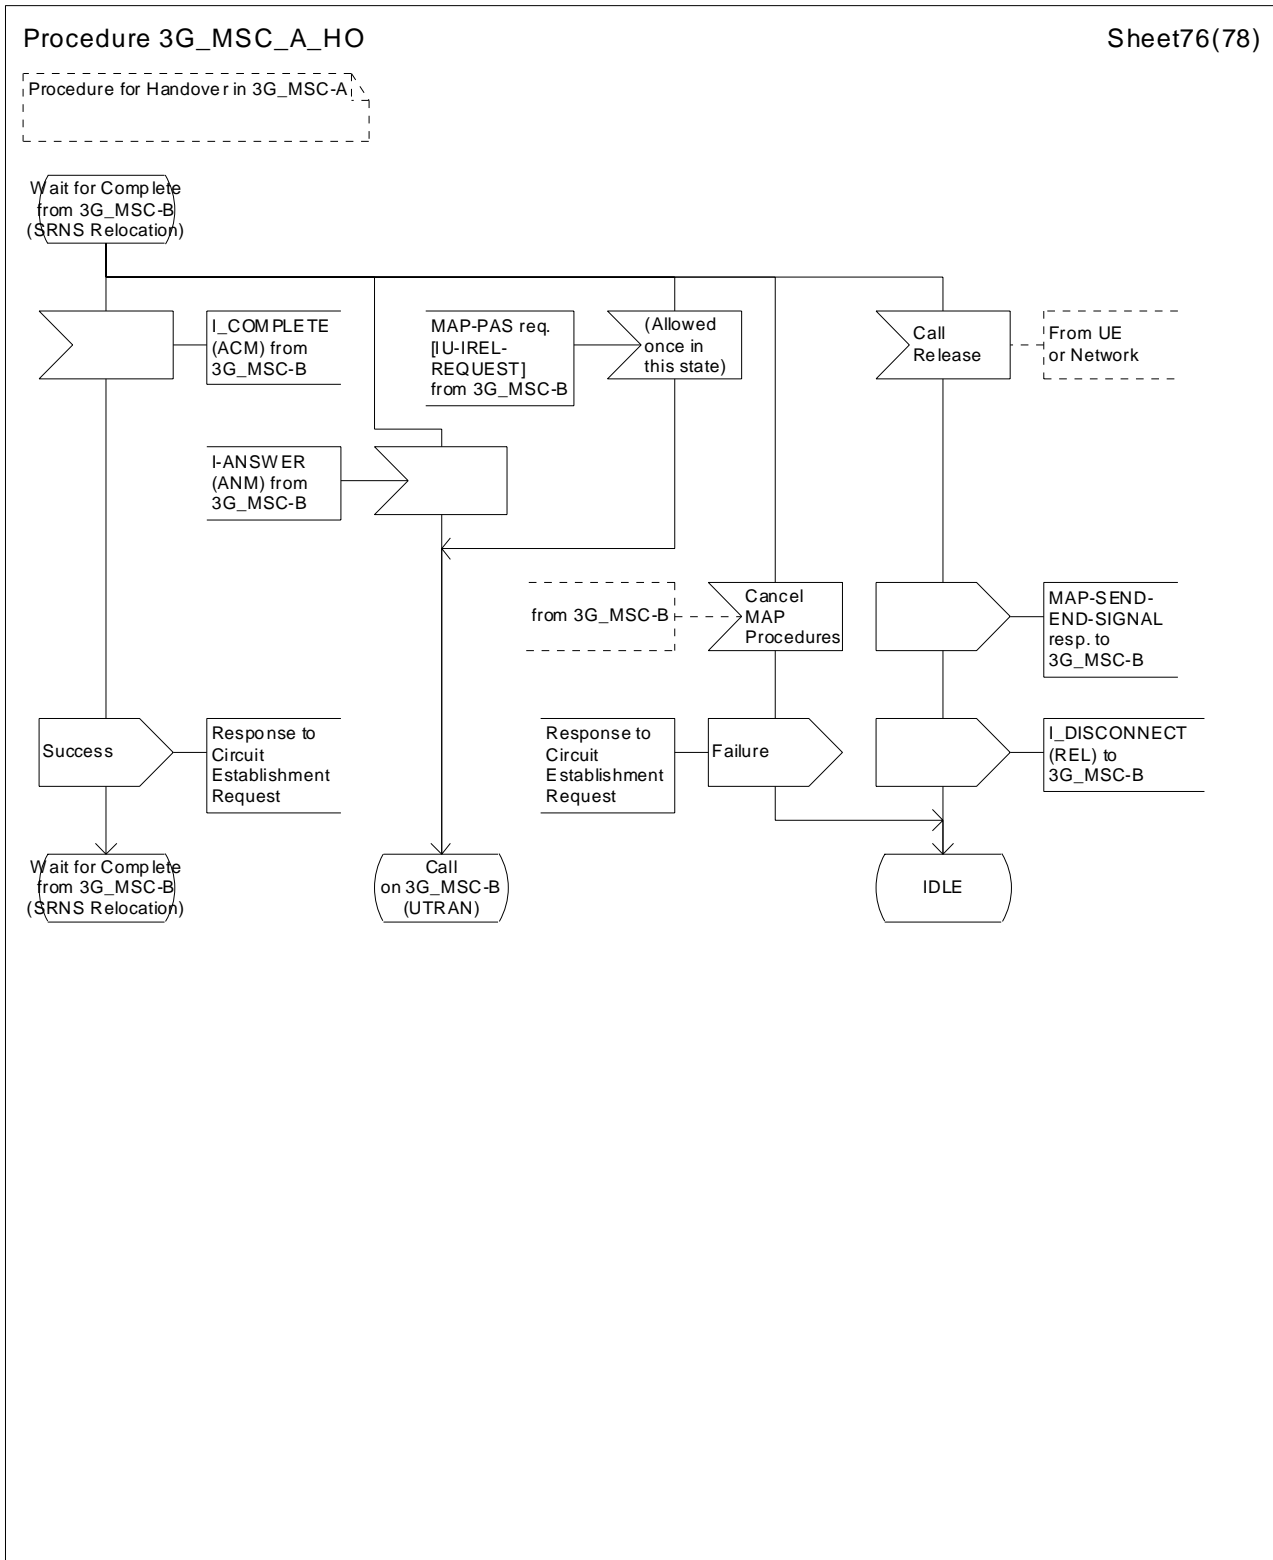 Procedure 3G_MSC_A_HO
Sheet76(78)
Procedure for Handover in 3G_MSC-A
Wait for Complete
from 3G_MSC-B
(SRNS Relocation)
I_COMPLETE
(ACM) from
3G_MSC-B
MAP-PAS req.
[IU-IREL-
REQUEST]
from 3G_MSC-B
(Allowed
once in
this state)
Call
Release
From UE
or Network
I-ANSWER
(ANM) from
3G_MSC-B
from 3G_MSC-B
Cancel
MAP
Procedures
MAP-SEND-
END-SIGNAL
resp. to
3G_MSC-B
Success
Response to
Circuit
Establishment
Request
Response to
Circuit
Establishment
Request
Failure
I_DISCONNECT
(REL) to
3G_MSC-B
Wait for Complete
from 3G_MSC-B
(SRNS Relocation)
Call
on 3G_MSC-B
(UTRAN)
IDLE